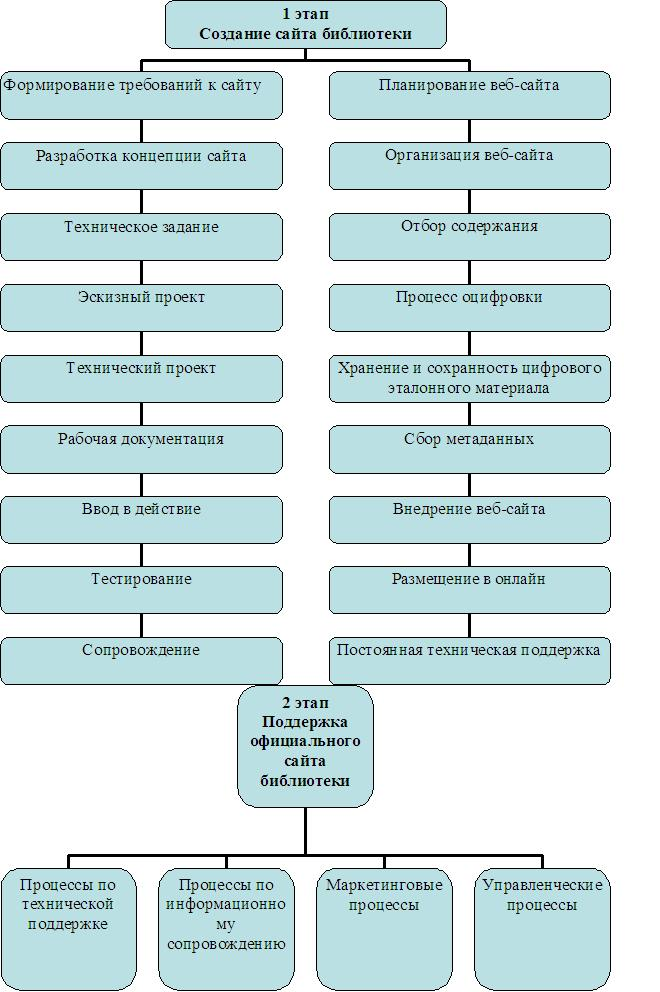 1 этап
Создание сайта библиотеки
Формирование требований к сайту
Планирование веб-сайта
Разработка концепции сайта
Организация веб-сайта
Техническое задание
Отбор содержания
Эскизный проект
Процесс оцифровки
Технический проект
Хранение и сохранность цифрового
эталонного материала
Рабочая документация
Сбор метаданных
Ввод в действие
Внедрение веб-сайта
Тестирование
Размещение в онлайн
Сопровождение
Постоянная техническая поддержка
2 этап
Поддержка
официального
сайта
библиотеки
Процессы по
технической
поддержке
Процессы по
информационно
му
сопровождению
Маркетинговые
процессы
Управленческие
процессы